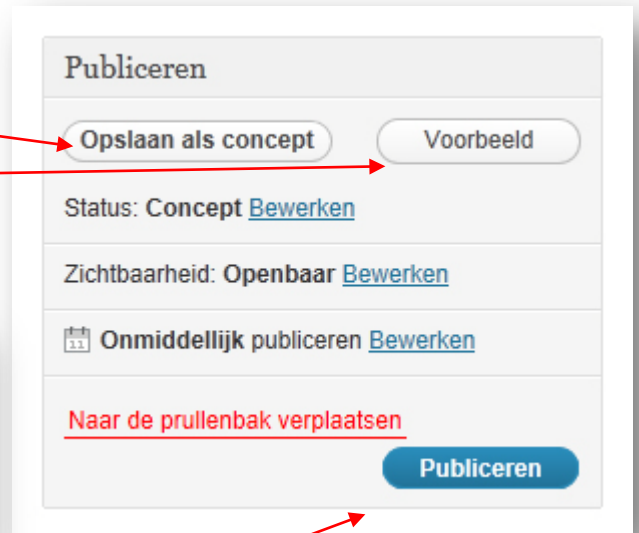 Publiceren
Opslaan als concept Voorbeeld
Status: Concept Bewerken
Zichtbaarheid: Openbaar Bewerken
11 Onmiddellijk publiceren Bewerken
Naar de prullenbak verplaatsen
Publiceren